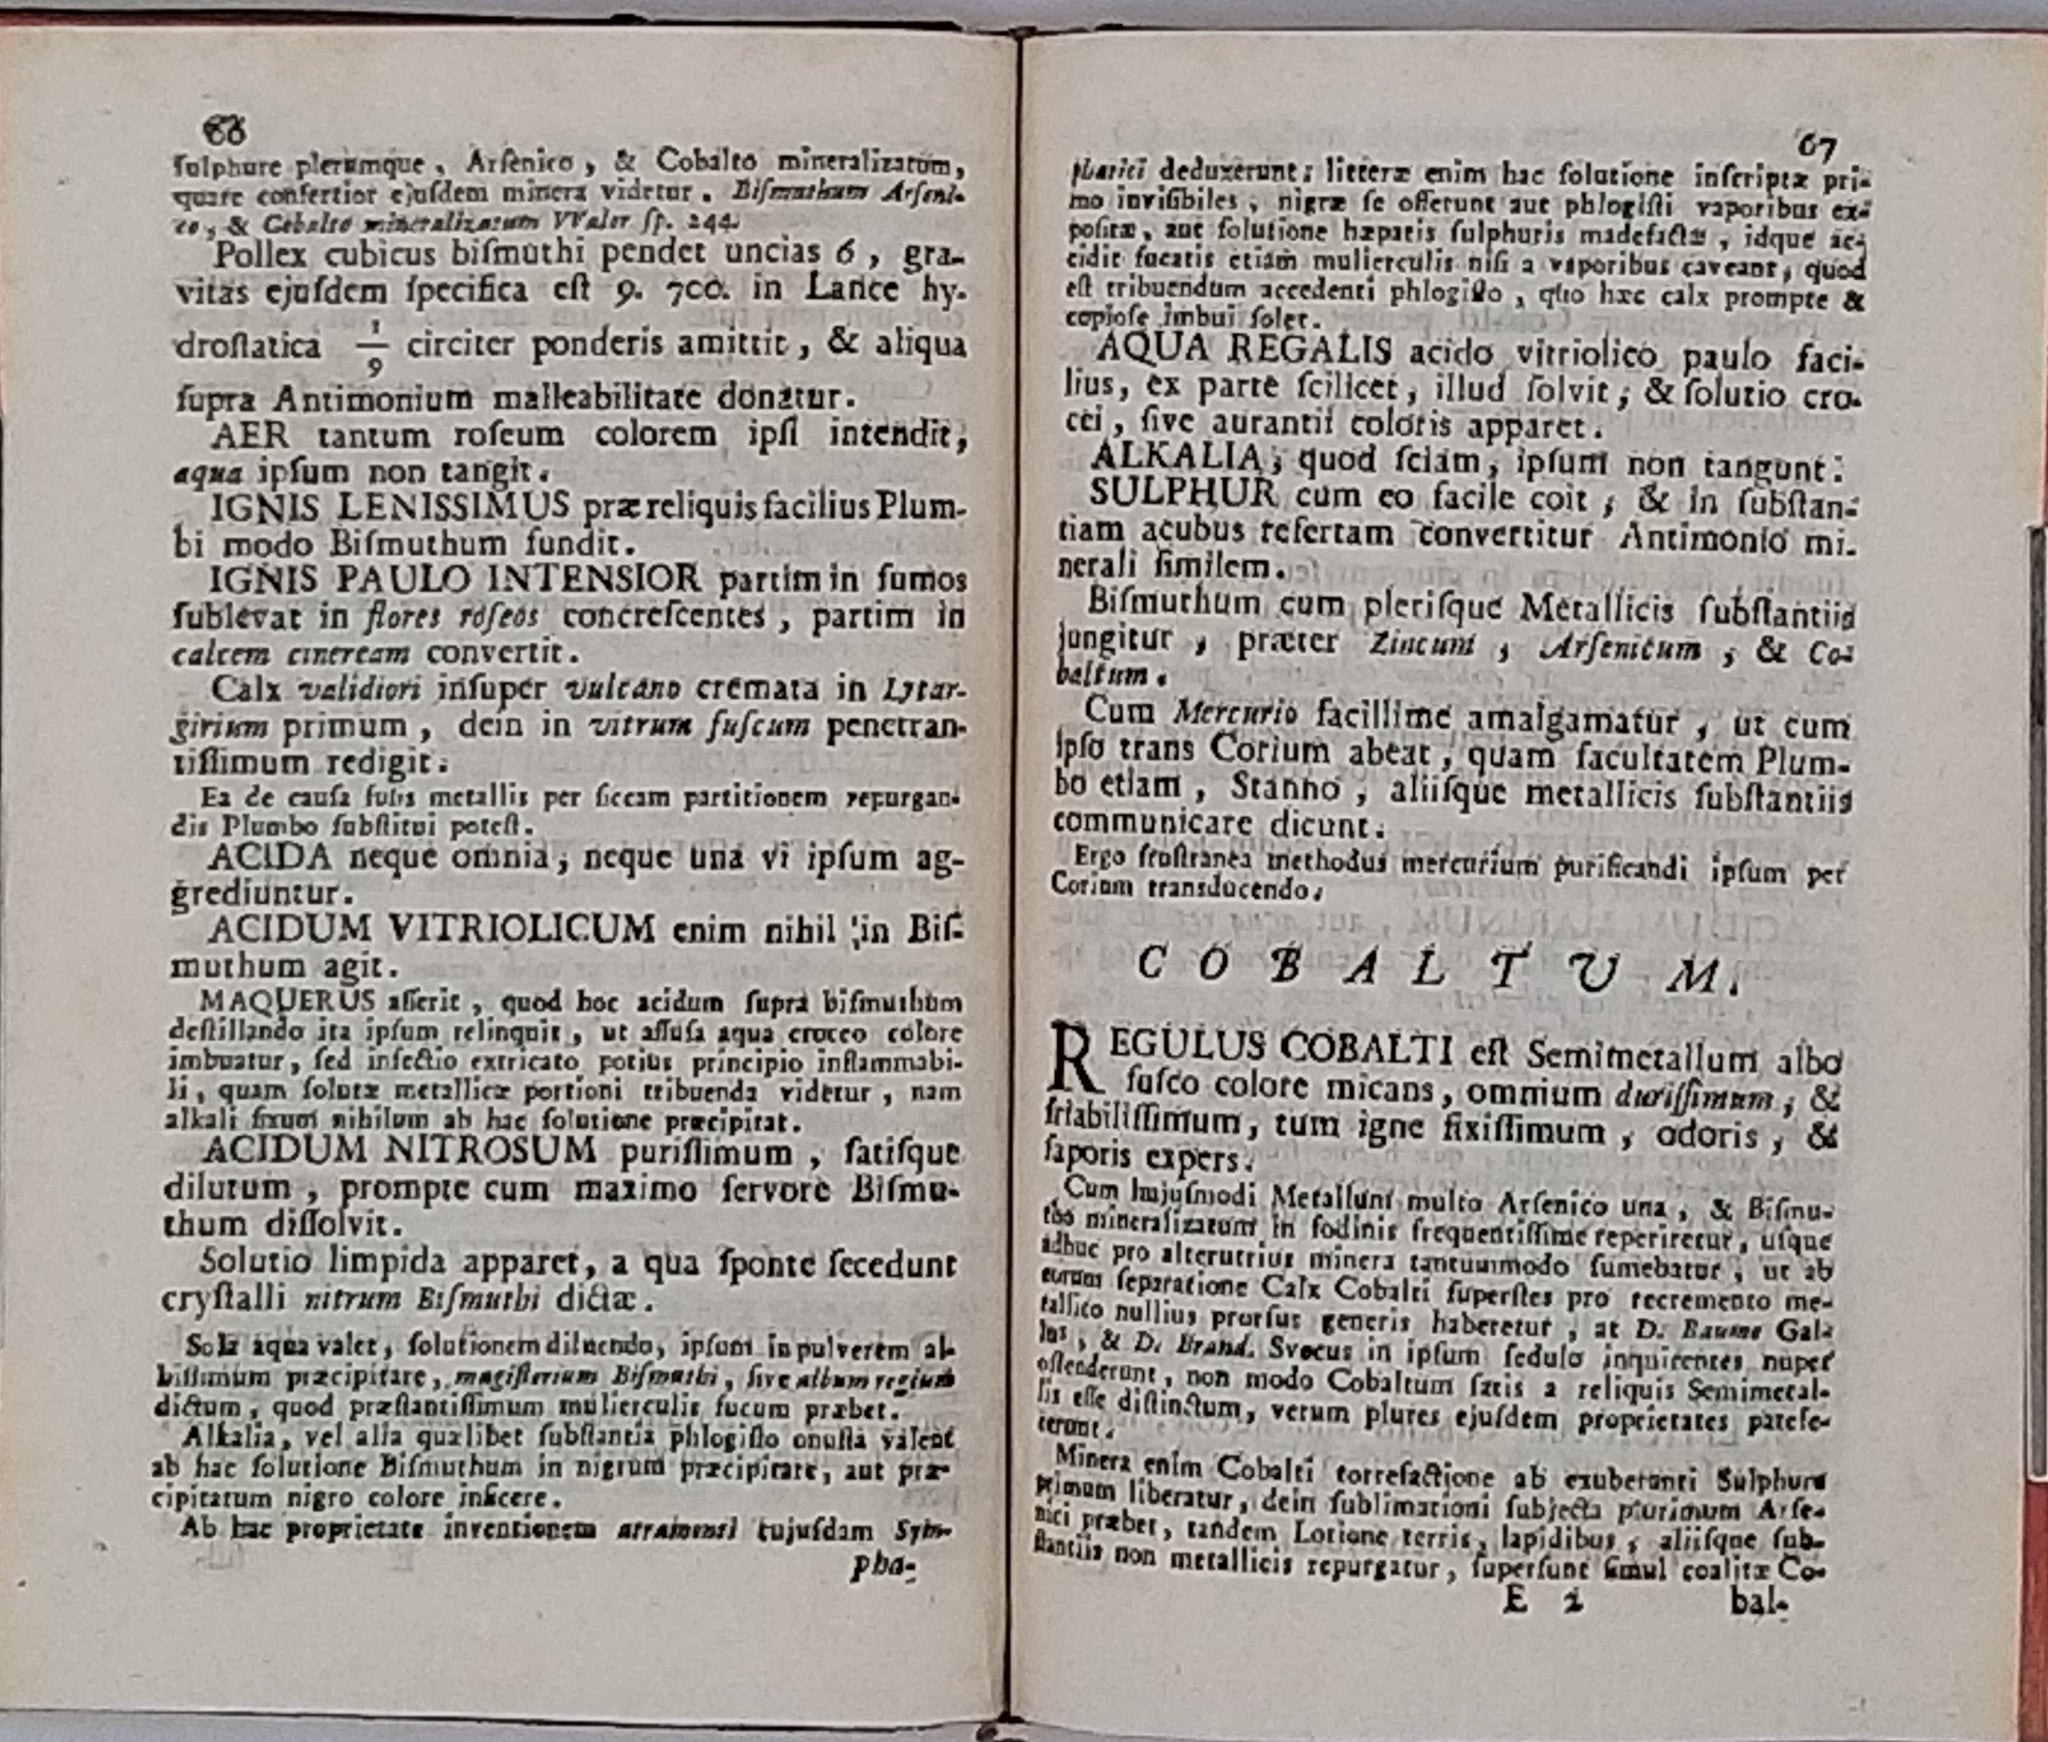 66
ſulphure plerumque, Arſenico, & Cobalto mineralizatum,
quare confertior ejuſdem minera videtur. Biſmuthum Arſeni-
co, & Cobalto mineralizatum VValer ſp. 244.
Pollex cubicus biſmuthi pendet uncias 6, gra-
vitas ejuſdem ſpecifica eſt 9. 700. in Lance hy-
droſtatica 1/9 circiter ponderis amittit, & aliqua
ſupra Antimonium malleabilitate donatur.
AER tantum roſeum colorem ipſi intendit,
aqua ipſum non tangit.
IGNIS LENISSIMUS præ reliquis facilius Plum-
bi modo Biſmuthum fundit.
IGNIS PAULO INTENSIOR partim in fumos
ſublevat in flores roſeos concreſcentes, partim in
calcem cineream convertit.
Calx validiori inſuper vulcano cremata in Lytar-
girium primum, dein in vitrum fuſcum penetran-
tiſſimum redigit.
Ea de cauſa fuſis metallis per ſiccam partitionem repurgan-
dis Plumbo ſubſtitui poteſt.
ACIDA neque omnia, neque una vi ipſum ag-
grediuntur.
ACIDUM VITRIOLICUM enim nihil in Biſ-
muthum agit.
MAQUERUS aſſerit, quod hoc acidum ſupra biſmuthum
deſtillando ita ipſum relinquit, ut affuſa aqua croceo colore
imbuatur, ſed infectio extricato potius principio inflammabi-
li, quam ſolutæ metallicæ portioni tribuenda videtur, nam
alkali fixum nihilum ab hac ſolutione præcipitat.
ACIDUM NITROSUM puriſſimum, ſatiſque
dilutum, prompte cum maximo fervore Biſmu-
thum diſſolvit.
Solutio limpida apparet, a qua ſponte ſecedunt
cryſtalli nitrum Biſmuthi dictæ.
Sola aqua valet, ſolutionem diluendo, ipſum in pulverem al-
biſſimum præcipitare, magiſterium Biſmuthi, ſive album regium
dictum, quod præſtantiſſimum mulierculis fucum præbet.
Alkalia, vel alia quælibet ſubſtantia phlogiſto onuſta valent
ab hac ſolutione Biſmuthum in nigrum præcipitare, aut præ-
cipitatum nigro colore inficere.
Ab hac proprietate inventionem atramenti cujuſdam Sym-
pha-
67
pharici deduxerunt; litteræ enim hac ſolutione inſcriptæ pri-
mo inviſibiles, nigræ ſe offerunt aut phlogiſti vaporibus ex-
poſitæ, aut ſolutione hæpatis ſulphuris madefactæ, idque ac-
cidit fucatis etiam mulierculis niſi a vaporibus caveant, quod
eſt tribuendum accedenti phlogiſto, quo hæc calx prompte &
copioſe imbui ſolet.
AQUA REGALIS acido vitriolico paulo faci-
lius, ex parte ſcilicet, illud ſolvit, & ſolutio cro-
cei, ſive aurantii coloris apparet.
ALKALIA, quod ſciam, ipſum non tangunt.
SULPHUR cum eo facile coit, & in ſubſtan-
tiam acubus refertam convertitur Antimonio mi-
nerali ſimilem.
Biſmuthum cum pleriſque Metallicis ſubſtantiis
jungitur, præter Zincum, Arſenicum, & Co-
baltum.
Cum Mercurio facillime amalgamatur, ut cum
ipſo trans Corium abeat, quam facultatem Plum-
bo etiam, Stanno, aliiſque metallicis ſubſtantiis
communicare dicunt.
Ergo fruſtranea methodus mercurium purificandi ipſum per
Corium transducendo.
COBALTUM.
REGULUS COBALTI eſt Semimetallum albo
fuſco colore micans, omnium duriſſimum, &
friabiliſſimum, tum igne fixiſſimum, odoris, &
ſaporis expers.
Cum hujuſmodi Metallum multo Arſenico una, & Biſmu-
tho mineralizatum in fodinis frequentiſſime reperiretur, uſque
adhuc pro alterutrius minera tantummodo ſumebatur, ut ab
eorum ſeparatione Calx Cobalti ſuperſtes pro recremento me-
tallico nullius prorſus generis haberetur, at D. Baume Gal-
lus, & D. Brand. Svecus in ipſum ſedulo inquirentes nuper
oſtenderunt, non modo Cobaltum ſatis a reliquis Semimetal-
lis eſſe diſtinctum, verum plures ejuſdem proprietates patefe-
cerunt.
Minera enim Cobalti torrefactione ab exuberanti Sulphure
primum liberatur, dein ſublimationi ſubjecta plurimum Arſe-
nici præbet, tandem Lotione terris, lapidibus, aliiſque ſub-
ſtantiis non metallicis repurgatur, ſuperſunt ſimul coalitæ Co-
E 2 bal-